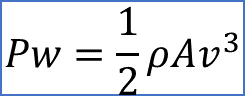 Pw = 1/2 ρAv³